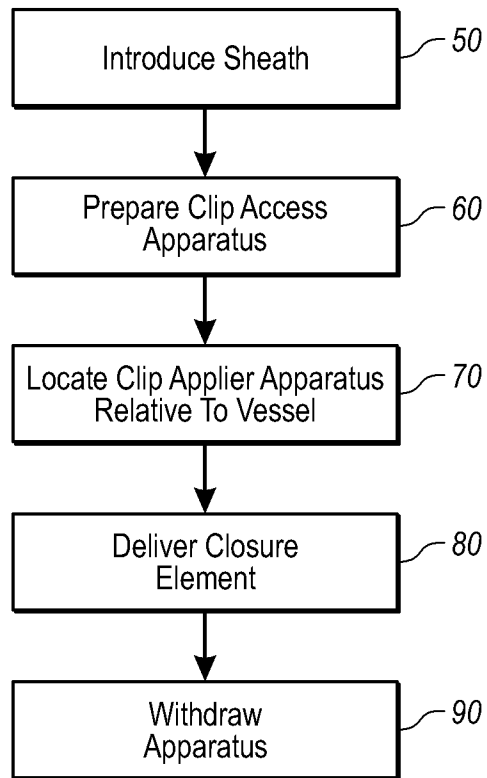 Introduce Sheath
50
Prepare Clip Access
Apparatus
60
Locate Clip Applier Apparatus
Relative To Vessel
70
Deliver Closure
Element
80
Withdraw
Apparatus
90